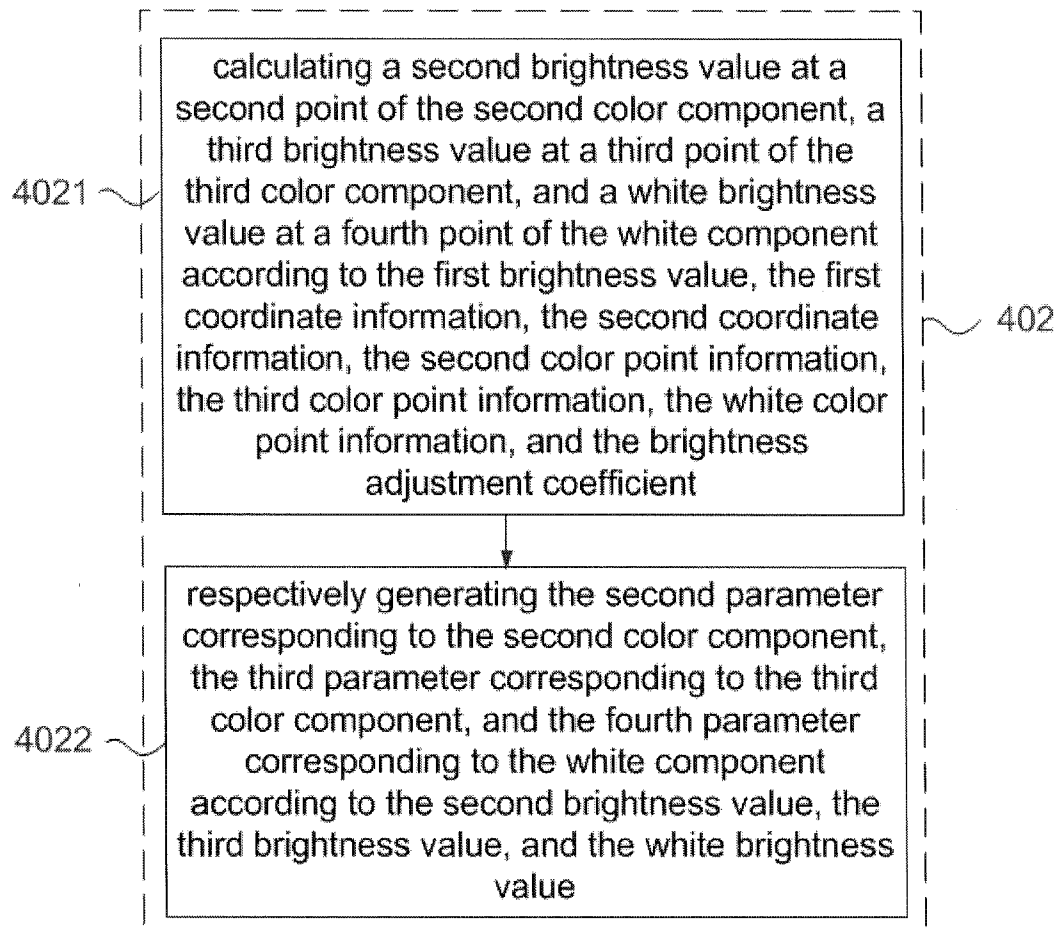 calculating a second brightness value at a
second point of the second color component, a
third brightness value at a third point of the
third color component, and a white brightness
value at a fourth point of the white component
according to the first brightness value, the first
coordinate information, the second coordinate
information, the second color point information,
the third color point information, the white color
point information, and the brightness
adjustment coefficient
4021
402
respectively generating the second parameter
corresponding to the second color component,
the third parameter corresponding to the third
color component, and the fourth parameter
corresponding to the white component
according to the second brightness value, the
third brightness value, and the white brightness
value
4022